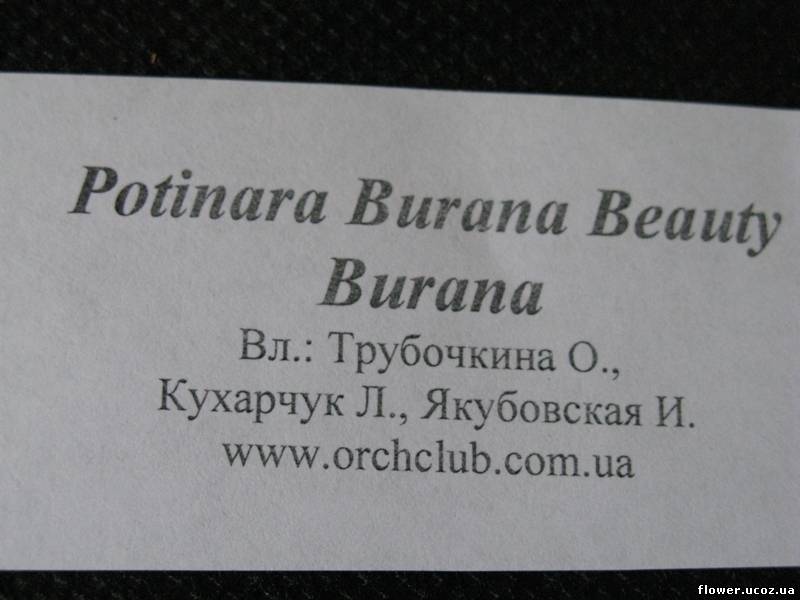 Potinara Burana Beauty
Burana
Вл.: Трубочкина О.,
Кухарчук Л., Якубовская И.
www.orchclub.com.ua
flower.ucoz.ua